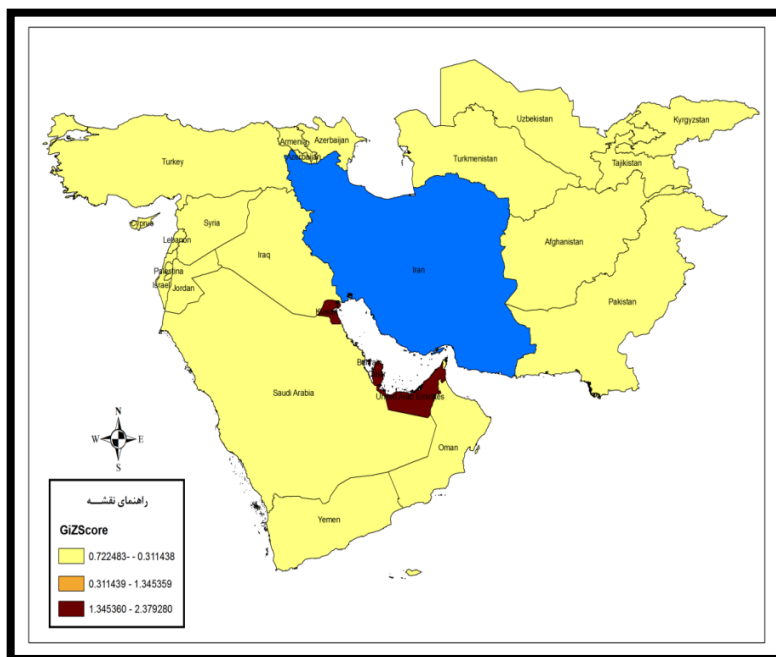 Uzbekistan
Kyrgyzstan
Armenia
Azerbaijan
Azerbaijan
Turkey
Turkmenistan
Tajikistan
Cyprus
Syria
Lebanon
Iraq
Iran
Afghanistan
Palestina
Israel
Jordan
Pakistan
Saudi Arabia
United Arab Emirates
Oman
Yemen
N
W
E
S
راهنمای نقشه
GiZScore
0.722483- - 0.311438
0.311439 - 1.345359
1.345360 - 2.379280